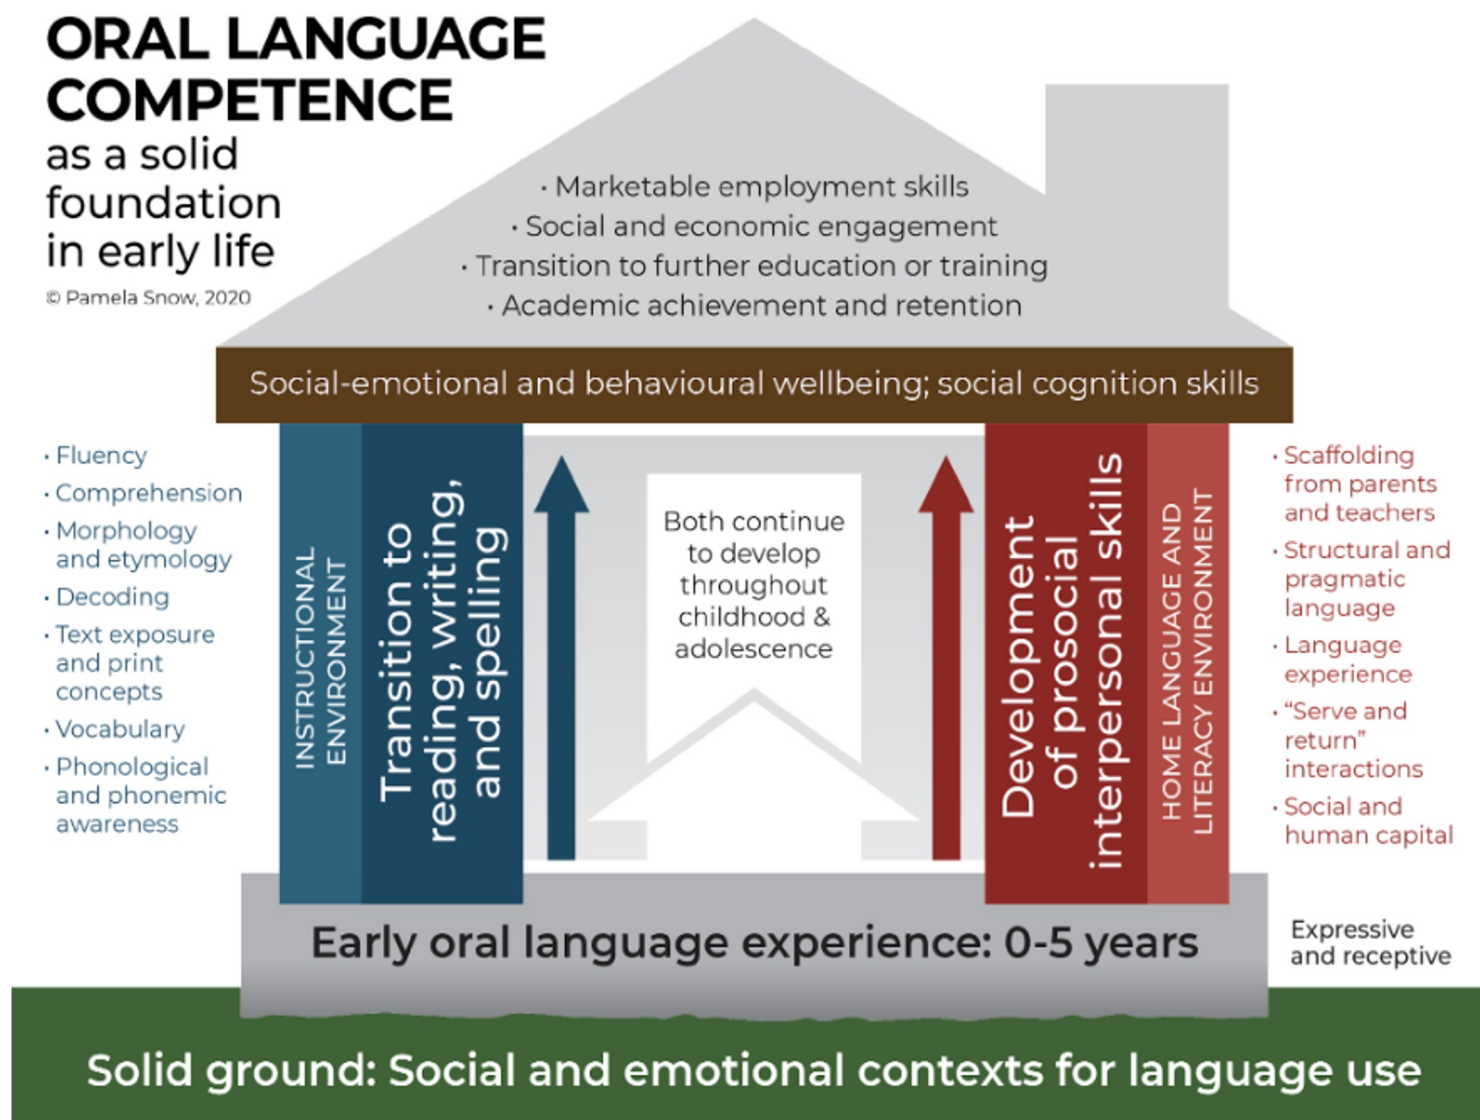 ORAL LANGUAGE
COMPETENCE
as a solid
foundation
in early life
© Pamela Snow, 2020
· Marketable employment skills
· Social and economic engagement
· Transition to further education or training
· Academic achievement and retention
Social-emotional and behavioural wellbeing; social cognition skills
· Fluency
· Comprehension
· Morphology
and etymology
· Decoding
· Text exposure
and print
concepts
· Vocabulary
· Phonological
and phonemic
awareness
INSTRUCTIONAL
ENVIRONMENT
Transition to
reading, writing,
and spelling
Both continue
to develop
throughout
childhood &
adolescence
Development
of prosocial
interpersonal skills
HOME LANGUAGE AND
LITERACY ENVIRONMENT
· Scaffolding
from parents
and teachers
· Structural and
pragmatic
language
· Language
experience
· “Serve and
return”
interactions
· Social and
human capital
Early oral language experience: 0-5 years
Expressive
and receptive
Solid ground: Social and emotional contexts for language use